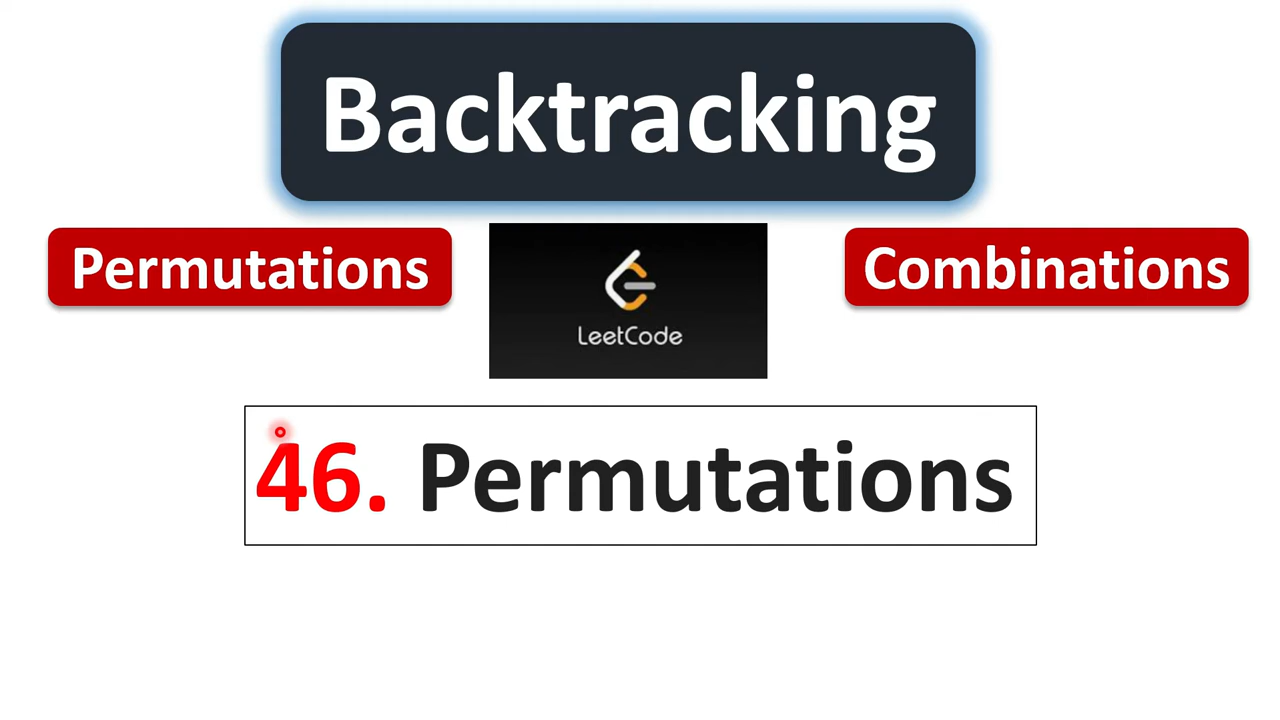 Backtracking
Permutations
Combinations
LeetCode
46. Permutations